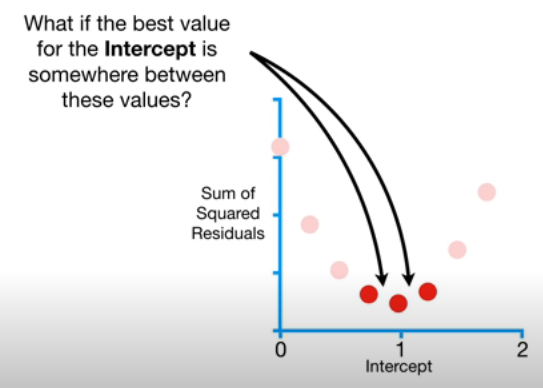 What if the best value
for the Intercept is
somewhere between
these values?
Sum of
Squared
Residuals
0
1
2
Intercept